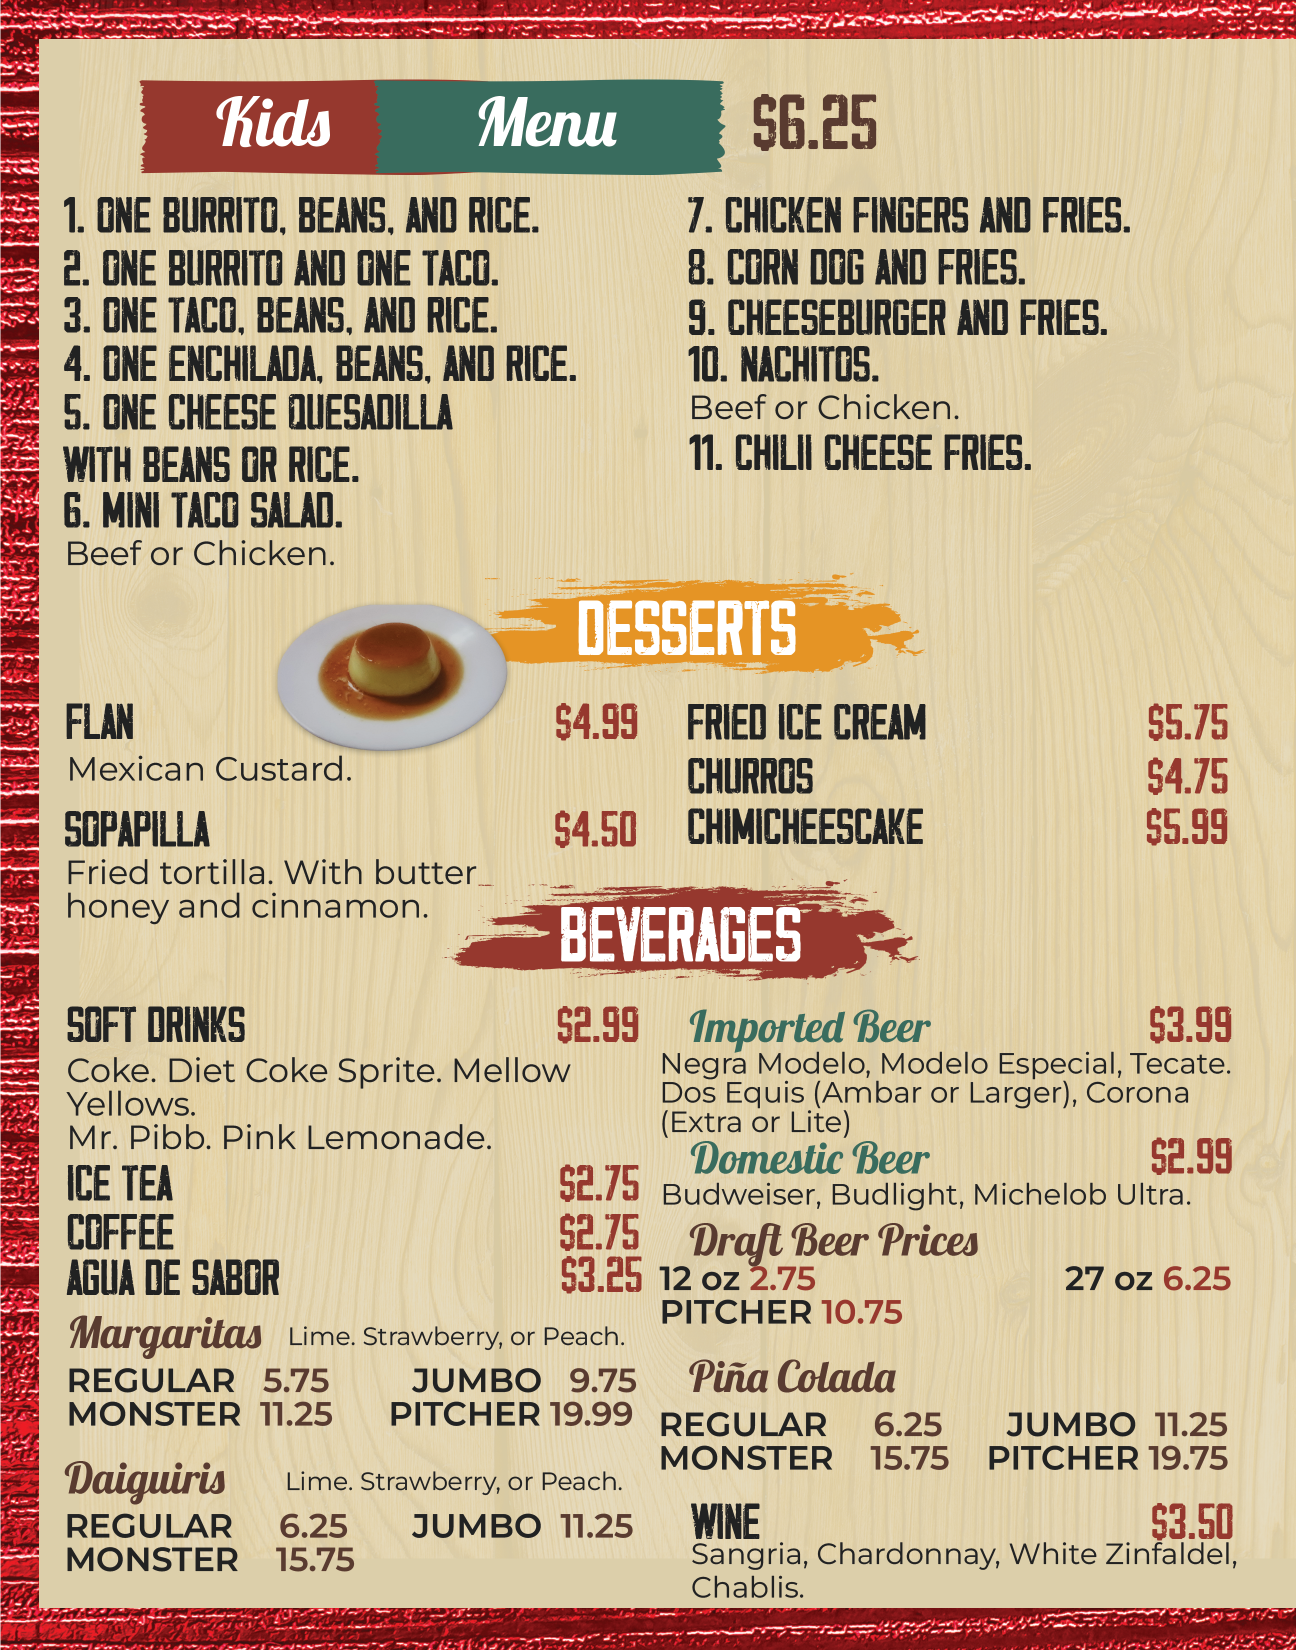 Kids Menu $6.25
1. ONE BURRITO, BEANS, AND RICE.
2. ONE BURRITO AND ONE TACO.
3. ONE TACO, BEANS, AND RICE.
4. ONE ENCHILADA, BEANS, AND RICE.
5. ONE CHEESE QUESADILLA
WITH BEANS OR RICE.
6. MINI TACO SALAD.
Beef or Chicken.
7. CHICKEN FINGERS AND FRIES.
8. CORN DOG AND FRIES.
9. CHEESEBURGER AND FRIES.
10. NACHITOS.
Beef or Chicken.
11. CHILII CHEESE FRIES.
DESSERTS
FLAN $4.99
Mexican Custard.
SOPAPILLA $4.50
Fried tortilla. With butter
honey and cinnamon.
FRIED ICE CREAM $5.75
CHURROS $4.75
CHIMICHEESCAKE $5.99
BEVERAGES
SOFT DRINKS $2.99
Coke. Diet Coke Sprite. Mellow
Yellows.
Mr. Pibb. Pink Lemonade.
ICE TEA $2.75
COFFEE $2.75
AGUA DE SABOR $3.25
Margaritas Lime. Strawberry, or Peach.
REGULAR 5.75 JUMBO 9.75
MONSTER 11.25 PITCHER 19.99
Daiguiris Lime. Strawberry, or Peach.
REGULAR 6.25 JUMBO 11.25
MONSTER 15.75
Imported Beer $3.99
Negra Modelo, Modelo Especial, Tecate.
Dos Equis (Ambar or Larger), Corona
(Extra or Lite)
Domestic Beer $2.99
Budweiser, Budlight, Michelob Ultra.
Draft Beer Prices
12 oz 2.75 27 oz 6.25
PITCHER 10.75
Piña Colada
REGULAR 6.25 JUMBO 11.25
MONSTER 15.75 PITCHER 19.75
WINE $3.50
Sangria, Chardonnay, White Zinfaldel,
Chablis.